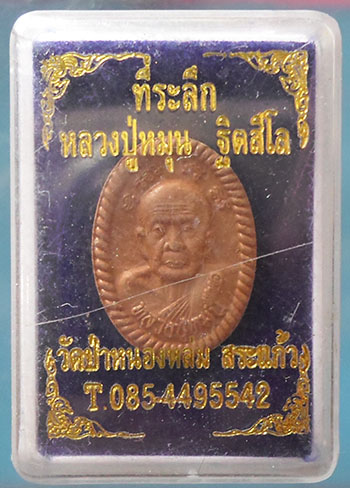 ที่ระลึก
หลวงปู่หมุน ฐิตสีโล
วัดป่าหนองหล่ม สระแก้ว
T.085-4495542